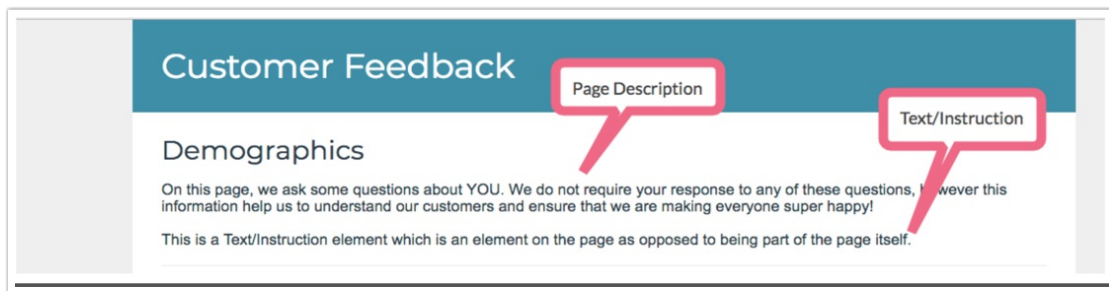 Customer Feedback
Page Description
Text/Instruction
Demographics
On this page, we ask some questions about YOU. We do not require your response to any of these questions, however this
information help us to understand our customers and ensure that we are making everyone super happy!
This is a Text/Instruction element which is an element on the page as opposed to being part of the page itself.